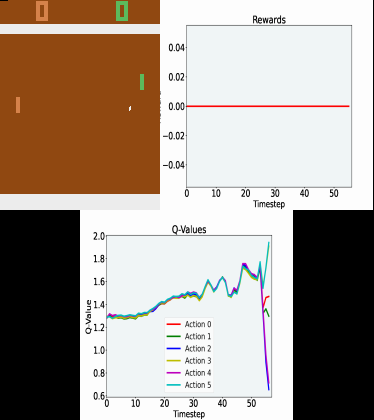 0 0
Rewards
0.04
0.02
0.00
−0.02
−0.04
0 10 20 30 40 50
Timestep
Q-Values
2.0
1.8
1.6
1.4
1.2
1.0
0.8
0.6
Q-Value
Action 0
Action 1
Action 2
Action 3
Action 4
Action 5
0 10 20 30 40 50
Timestep